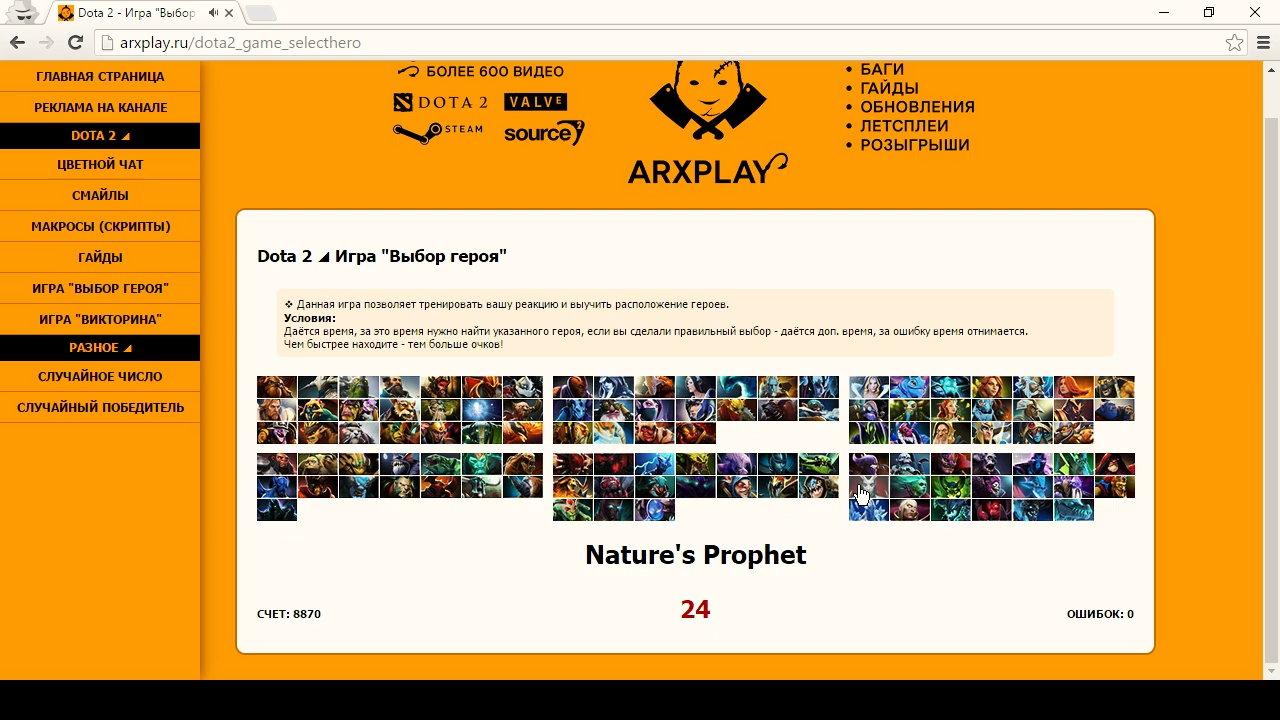 Dota 2 - Игра "Выбор
arxplay.ru/dota2_game_selecthero
ГЛАВНАЯ СТРАНИЦА
РЕКЛАМА НА КАНАЛЕ
DOTA 2
ЦВЕТНОЙ ЧАТ
СМАЙЛЫ
МАКРОСЫ (СКРИПТЫ)
ГАЙДЫ
ИГРА "ВЫБОР ГЕРОЯ"
ИГРА "ВИКТОРИНА"
РАЗНОЕ
СЛУЧАЙНОЕ ЧИСЛО
СЛУЧАЙНЫЙ ПОБЕДИТЕЛЬ
БОЛЕЕ 600 ВИДЕО
DOTA 2 VALVE
STEAM source 2
ARXPLAY
• БАГИ
• ГАЙДЫ
• ОБНОВЛЕНИЯ
• ЛЕТСПЛЕИ
• РОЗЫГРЫШИ
Dota 2 ◢ Игра "Выбор героя"
❖ Данная игра позволяет тренировать вашу реакцию и выучить расположение героев.
Условия:
Даётся время, за это время нужно найти указанного героя, если вы сделали правильный выбор - даётся доп. время, за ошибку время отнимается.
Чем быстрее находите - тем больше очков!
Nature's Prophet
СЧЕТ: 8870
24
ОШИБОК: 0